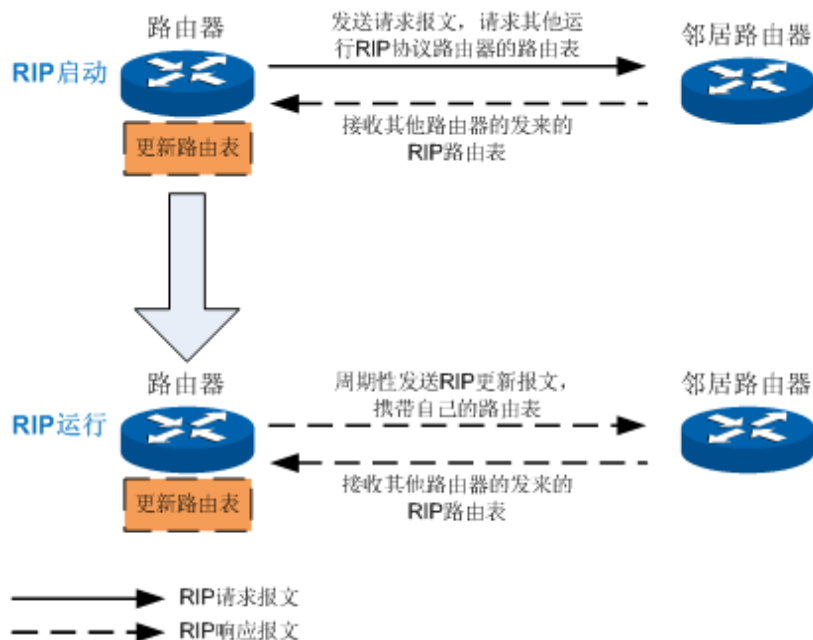 路由器
发送请求报文，请求其他运
行RIP协议路由器的路由表
邻居路由器
RIP启动
接收其他路由器的发来的
RIP路由表
更新路由表
路由器
周期性发送RIP更新报文，
携带自己的路由表
邻居路由器
RIP运行
接收其他路由器的发来的
RIP路由表
更新路由表
RIP请求报文
RIP响应报文